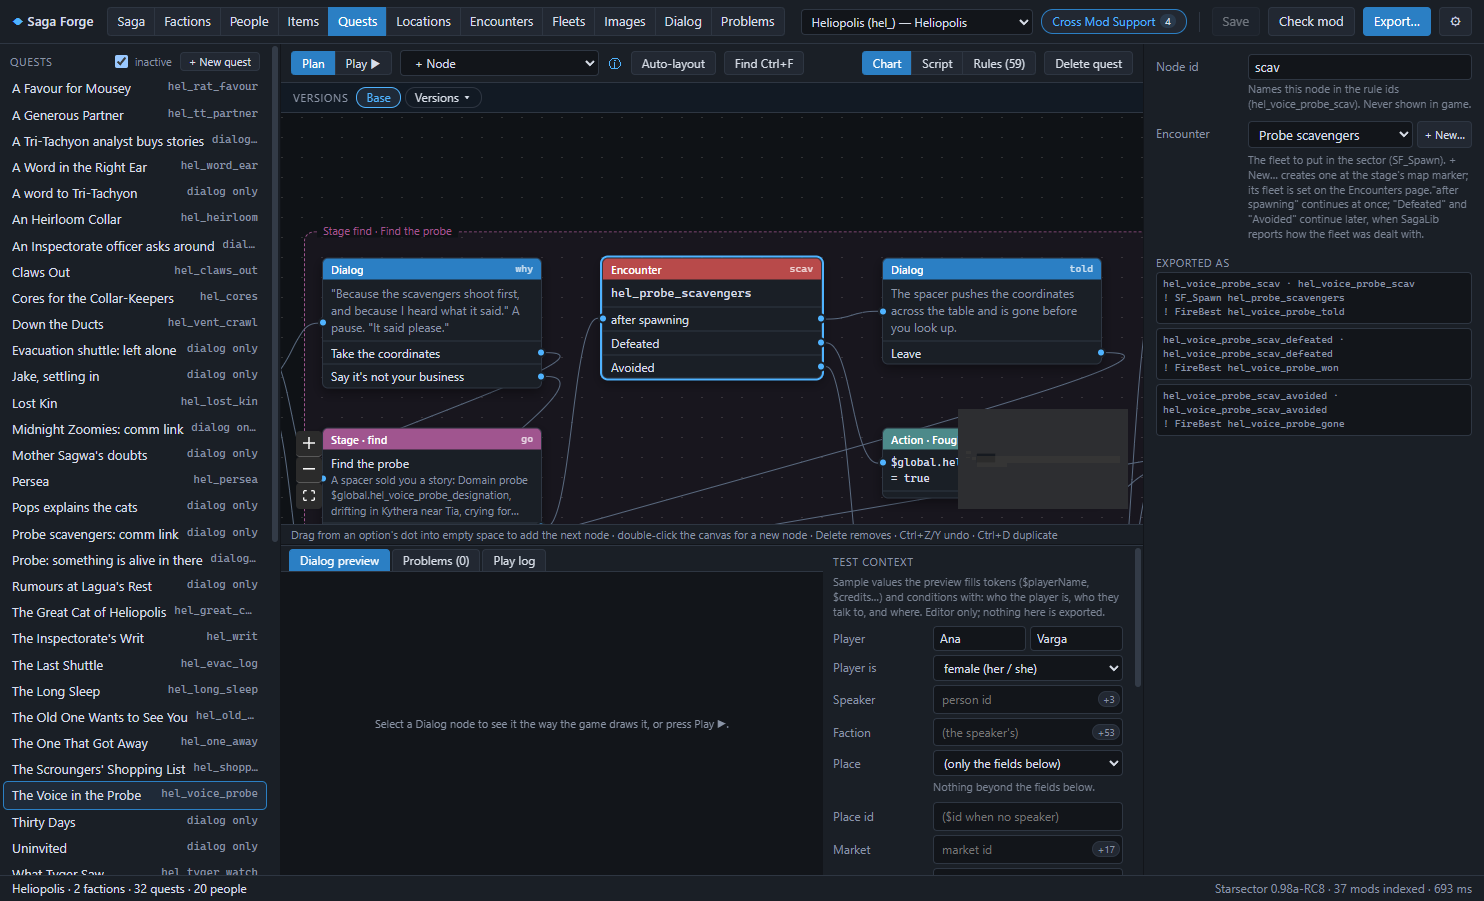 Saga Forge
Saga
Factions
People
Items
Quests
Locations
Encounters
Fleets
Images
Dialog
Problems
Heliopolis (hel_) — Heliopolis
Cross Mod Support 4
Save
Check mod
Export...
QUESTS
inactive
+ New quest
A Favour for Mousey hel_rat_favour
A Generous Partner hel_tt_partner
A Tri-Tachyon analyst buys stories dialog...
A Word in the Right Ear hel_word_ear
A word to Tri-Tachyon dialog only
An Heirloom Collar hel_heirloom
An Inspectorate officer asks around dial...
Claws Out hel_claws_out
Cores for the Collar-Keepers hel_cores
Down the Ducts hel_vent_crawl
Evacuation shuttle: left alone dialog only
Jake, settling in dialog only
Lost Kin hel_lost_kin
Midnight Zoomies: comm link dialog on...
Mother Sagwa's doubts dialog only
Persea hel_persea
Pops explains the cats dialog only
Probe scavengers: comm link dialog only
Probe: something is alive in there dialog...
Rumours at Lagua's Rest dialog only
The Great Cat of Heliopolis hel_great_c...
The Inspectorate's Writ hel_writ
The Last Shuttle hel_evac_log
The Long Sleep hel_long_sleep
The Old One Wants to See You hel_old_...
The One That Got Away hel_one_away
The Scroungers' Shopping List hel_shopp...
The Voice in the Probe hel_voice_probe
Thirty Days dialog only
Uninvited dialog only
What Tyger Saw hel_tyger_watch
Plan
Play ▶
+ Node
Auto-layout
Find Ctrl+F
Chart
Script
Rules (59)
Delete quest
VERSIONS
Base
Versions
Stage find · Find the probe
Dialog why
"Because the scavengers shoot first,
and because I heard what it said." A
pause. "It said please."
Take the coordinates
Say it's not your business
Encounter scav
hel_probe_scavengers
after spawning
Defeated
Avoided
Dialog told
The spacer pushes the coordinates
across the table and is gone before
you look up.
Leave
Stage · find go
Find the probe
A spacer sold you a story: Domain probe
$global.hel_voice_probe_designation,
drifting in Kythera near Tia, crying for...
Action · Foug
$global.hel
= true
Drag from an option's dot into empty space to add the next node · double-click the canvas for a new node · Delete removes · Ctrl+Z/Y undo · Ctrl+D duplicate
Dialog preview
Problems (0)
Play log
Select a Dialog node to see it the way the game draws it, or press Play ▶.
TEST CONTEXT
Sample values the preview fills tokens ($playerName,
$credits...) and conditions with: who the player is, who they
talk to, and where. Editor only; nothing here is exported.
Player Ana Varga
Player is female (her / she)
Speaker person id +3
Faction (the speaker's) +53
Place (only the fields below)
Nothing beyond the fields below.
Place id ($id when no speaker)
Market market id +17
Node id scav
Names this node in the rule ids
(hel_voice_probe_scav). Never shown in game.
Encounter Probe scavengers + New...
The fleet to put in the sector (SF_Spawn). +
New... creates one at the stage's map marker;
its fleet is set on the Encounters page."after
spawning" continues at once; "Defeated" and
"Avoided" continue later, when SagaLib
reports how the fleet was dealt with.
EXPORTED AS
hel_voice_probe_scav · hel_voice_probe_scav
! SF_Spawn hel_probe_scavengers
! FireBest hel_voice_probe_told
hel_voice_probe_scav_defeated ·
hel_voice_probe_scav_defeated
! FireBest hel_voice_probe_won
hel_voice_probe_scav_avoided ·
hel_voice_probe_scav_avoided
! FireBest hel_voice_probe_gone
Heliopolis · 2 factions · 32 quests · 20 people
Starsector 0.98a-RC8 · 37 mods indexed · 693 ms